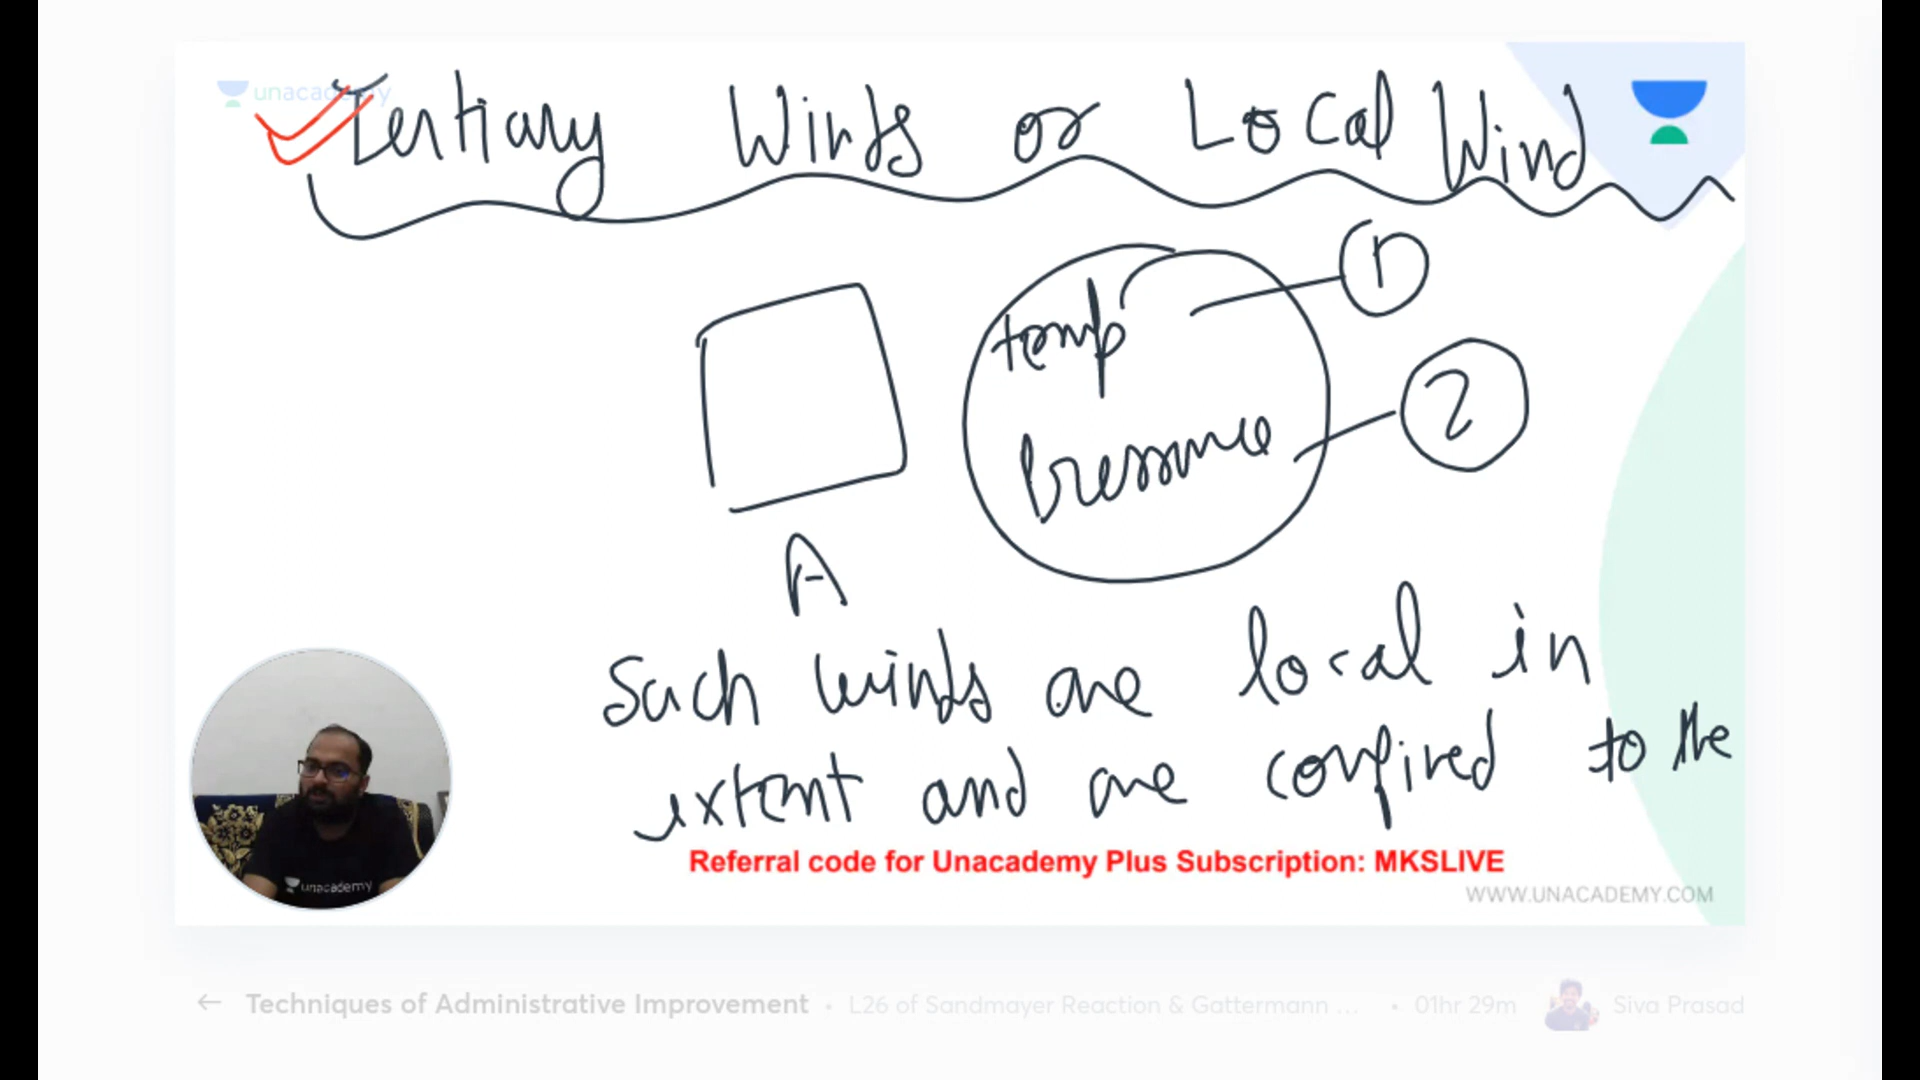 unacademy
Tertiary Winds or Local Wind
temp 1
Pressure 2
A
Such winds are local in
extent and are confined to the
unacademy
Referral code for Unacademy Plus Subscription: MKSLIVE
WWW.UNACADEMY.COM
← Techniques of Administrative Improvement • L26 of Sandmayer Reaction & Gattermann ... • 01hr 29m Siva Prasad